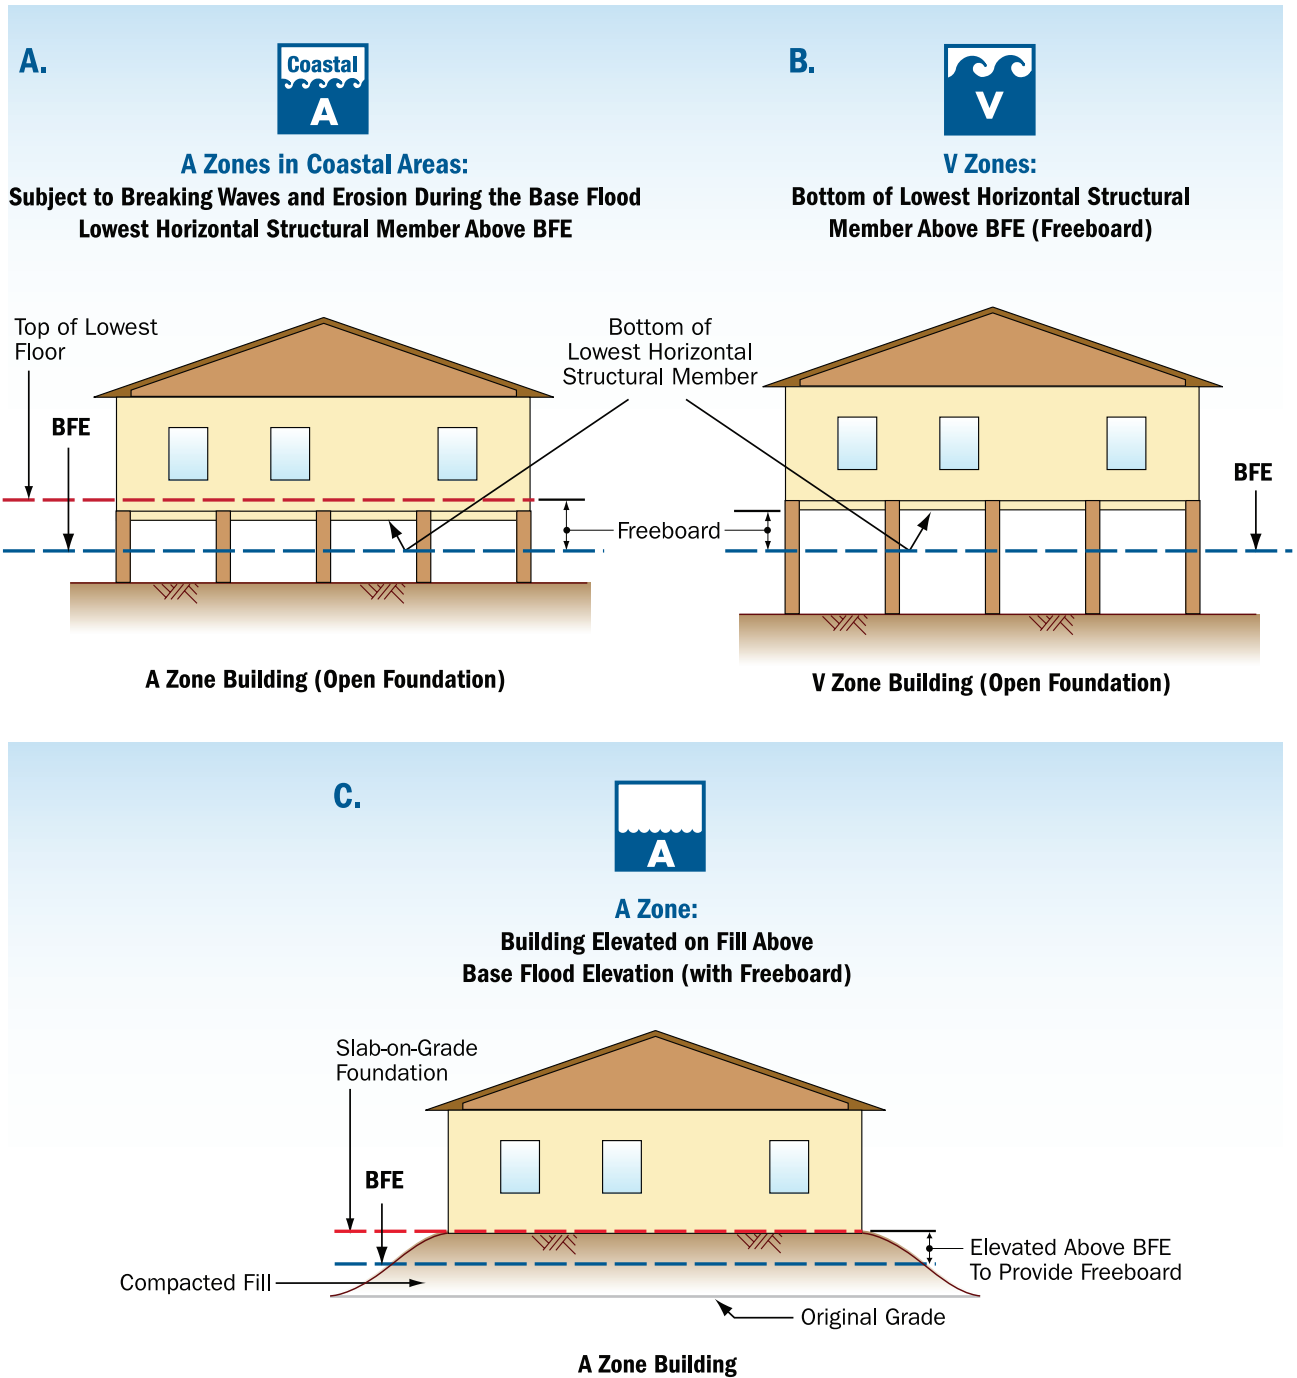 A.
Coastal
A
A Zones in Coastal Areas:
Subject to Breaking Waves and Erosion During the Base Flood
Lowest Horizontal Structural Member Above BFE
B.
V
V Zones:
Bottom of Lowest Horizontal Structural
Member Above BFE (Freeboard)
Top of Lowest
Floor
BFE
Bottom of
Lowest Horizontal
Structural Member
Freeboard
BFE
A Zone Building (Open Foundation)
V Zone Building (Open Foundation)
C.
A
A Zone:
Building Elevated on Fill Above
Base Flood Elevation (with Freeboard)
Slab-on-Grade
Foundation
BFE
Elevated Above BFE
To Provide Freeboard
Compacted Fill
Original Grade
A Zone Building